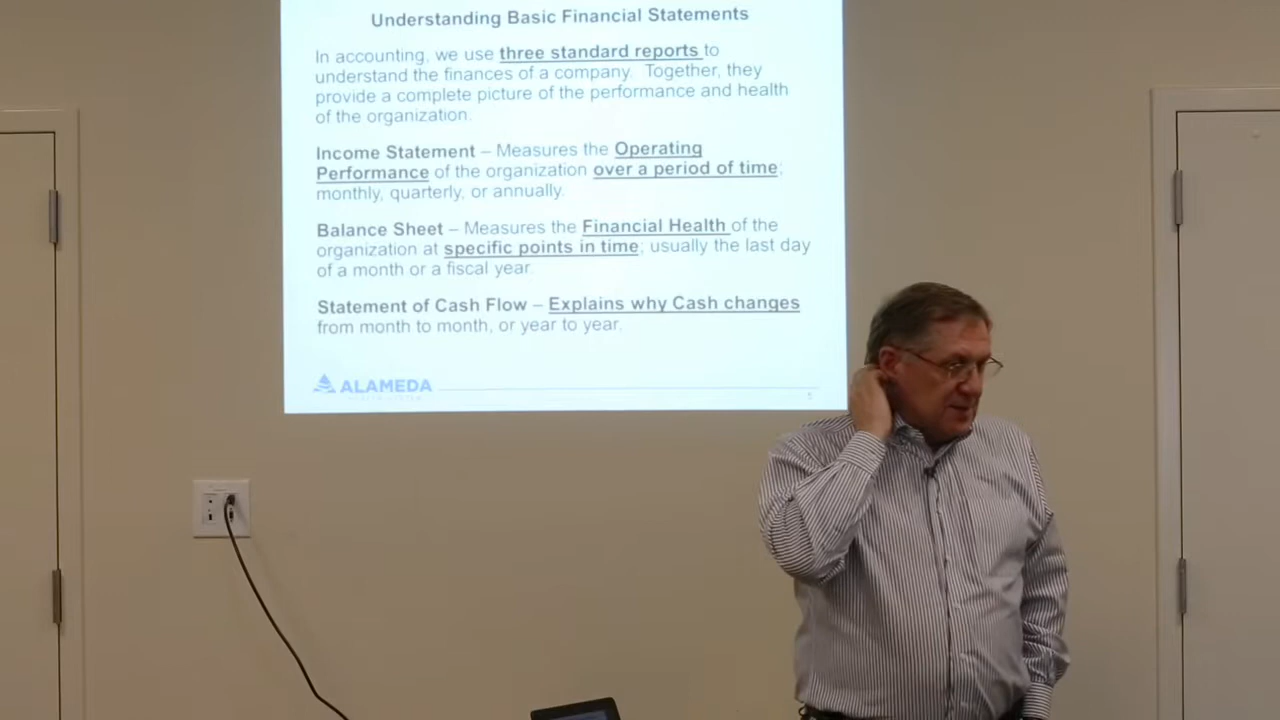 Understanding Basic Financial Statements
In accounting, we use three standard reports to
understand the finances of a company. Together, they
provide a complete picture of the performance and health
of the organization.
Income Statement – Measures the Operating
Performance of the organization over a period of time;
monthly, quarterly, or annually.
Balance Sheet – Measures the Financial Health of the
organization at specific points in time; usually the last day
of a month or a fiscal year.
Statement of Cash Flow – Explains why Cash changes
from month to month, or year to year.
ALAMEDA